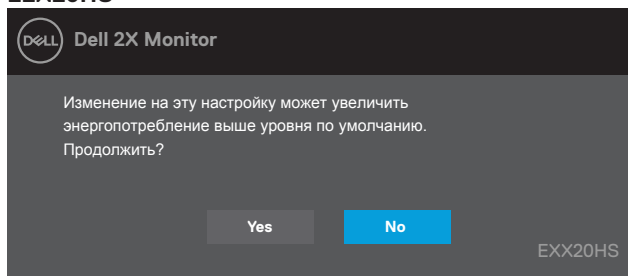 DELL
Dell 2X Monitor
Изменение на эту настройку может увеличить
энергопотребление выше уровня по умолчанию.
Продолжить?
Yes No
EXX20HS